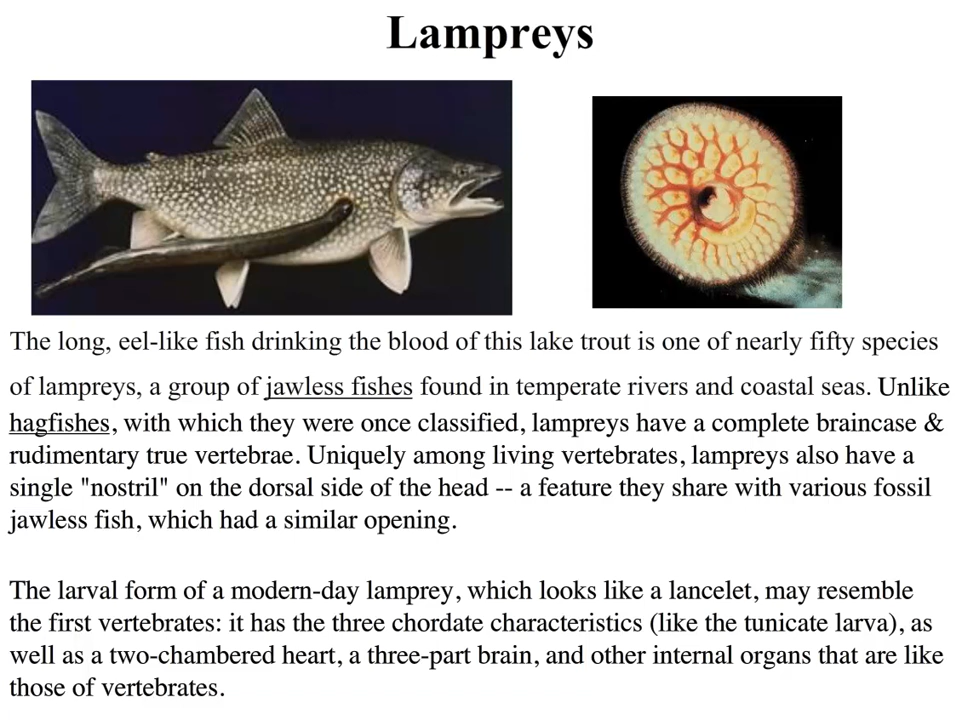 Lampreys
The long, eel-like fish drinking the blood of this lake trout is one of nearly fifty species
of lampreys, a group of jawless fishes found in temperate rivers and coastal seas. Unlike
hagfishes, with which they were once classified, lampreys have a complete braincase &
rudimentary true vertebrae. Uniquely among living vertebrates, lampreys also have a
single "nostril" on the dorsal side of the head -- a feature they share with various fossil
jawless fish, which had a similar opening.
The larval form of a modern-day lamprey, which looks like a lancelet, may resemble
the first vertebrates: it has the three chordate characteristics (like the tunicate larva), as
well as a two-chambered heart, a three-part brain, and other internal organs that are like
those of vertebrates.